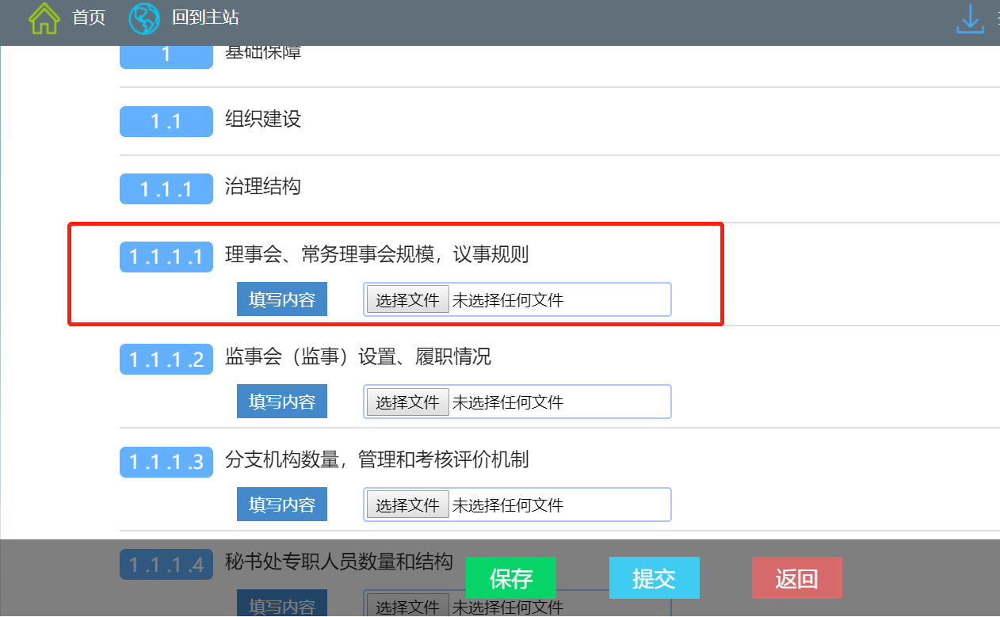 首页 回到主站
1 基础保障
1.1 组织建设
1.1.1 治理结构
1.1.1.1 理事会、常务理事会规模，议事规则
填写内容 选择文件 未选择任何文件
1.1.1.2 监事会（监事）设置、履职情况
填写内容 选择文件 未选择任何文件
1.1.1.3 分支机构数量，管理和考核评价机制
填写内容 选择文件 未选择任何文件
1.1.1.4 秘书处专职人员数量和结构
保存 提交 返回
填写内容 选择文件 未选择任何文件